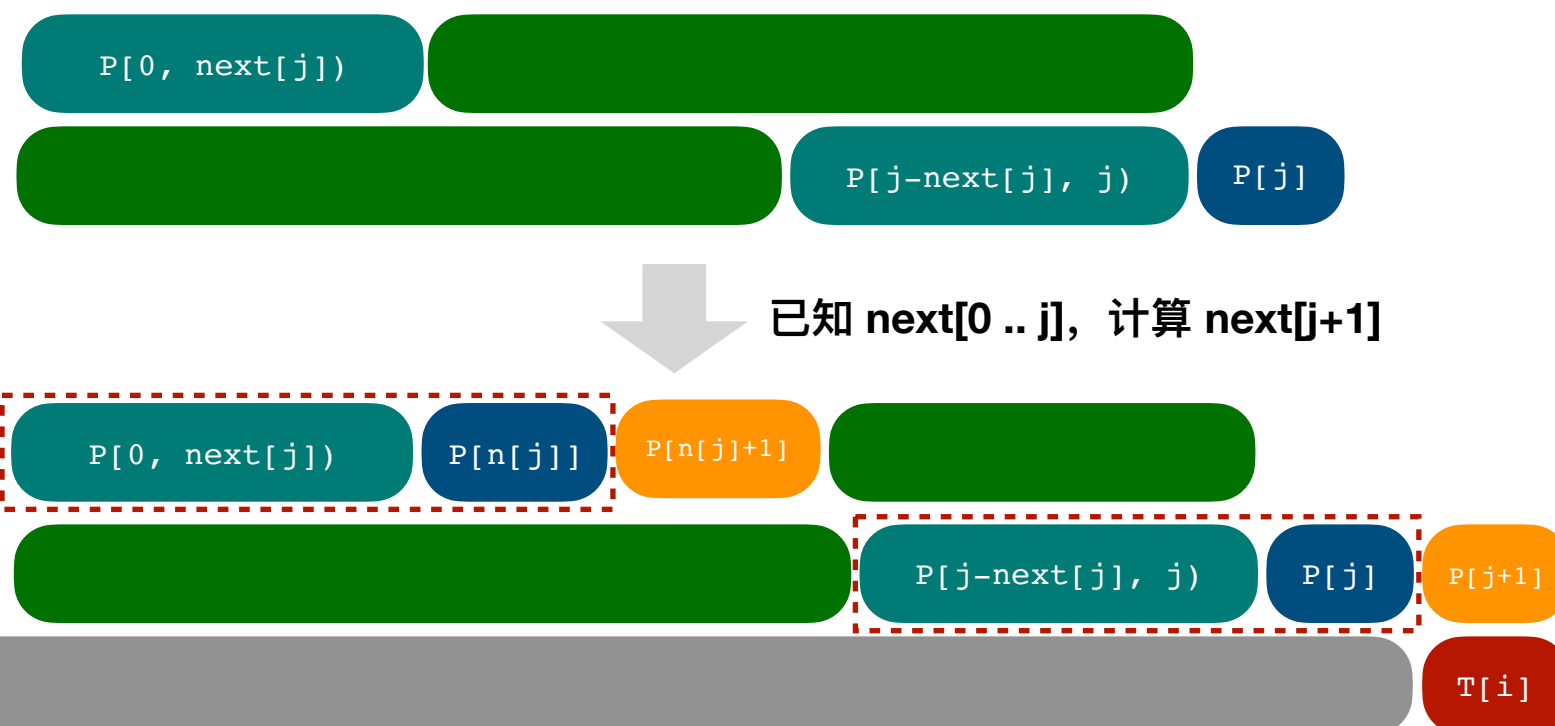 P[0, next[j])
P[j-next[j], j) P[j]
已知 next[0 .. j]，计算 next[j+1]
P[0, next[j]) P[n[j]] P[n[j]+1]
P[j-next[j], j) P[j] P[j+1]
T[i]